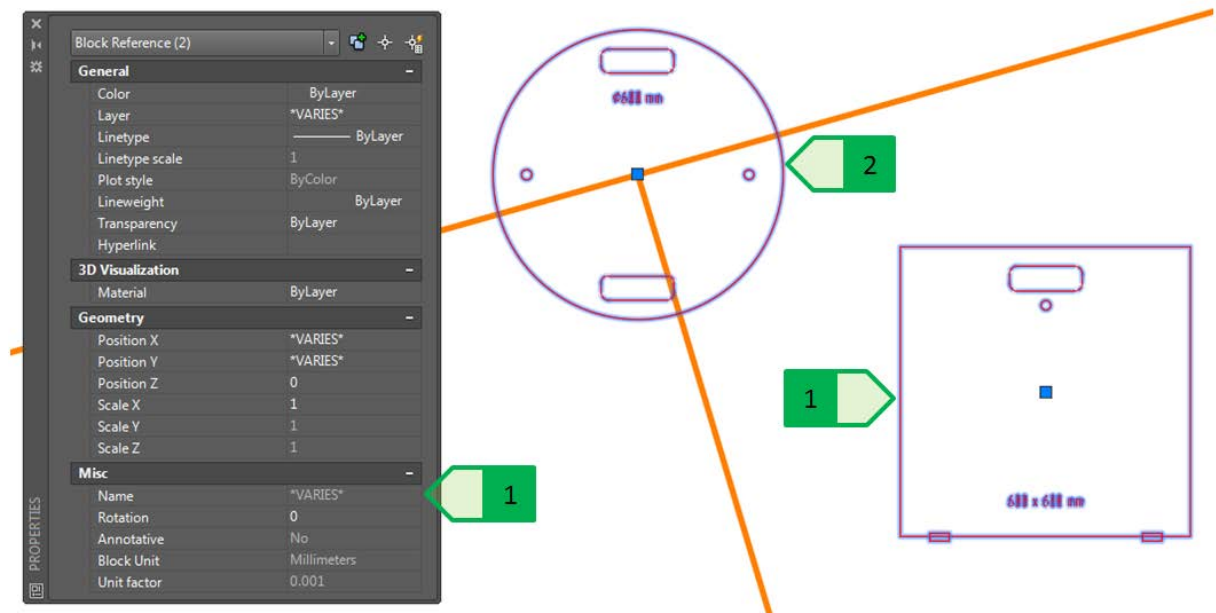 Block Reference (2)
General
Color ByLayer
Layer *VARIES*
Linetype ByLayer
Linetype scale 1
Plot style ByColor
Lineweight ByLayer
Transparency ByLayer
Hyperlink
3D Visualization
Material ByLayer
Geometry
Position X *VARIES*
Position Y *VARIES*
Position Z 0
Scale X 1
Scale Y 1
Scale Z 1
Misc
Name *VARIES*
Rotation 0
Annotative No
Block Unit Millimeters
Unit factor 0.001
PROPERTIES
1
mm
2
1
mm